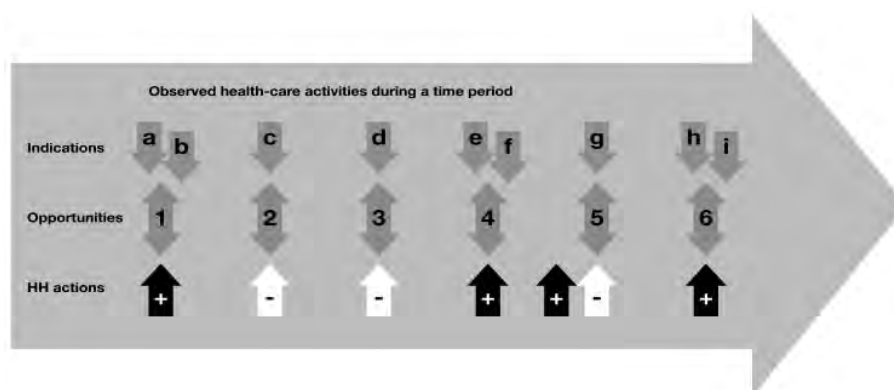 Observed health-care activities during a time period
Indications a b c d e f g h i
Opportunities 1 2 3 4 5 6
HH actions + - - + + - +